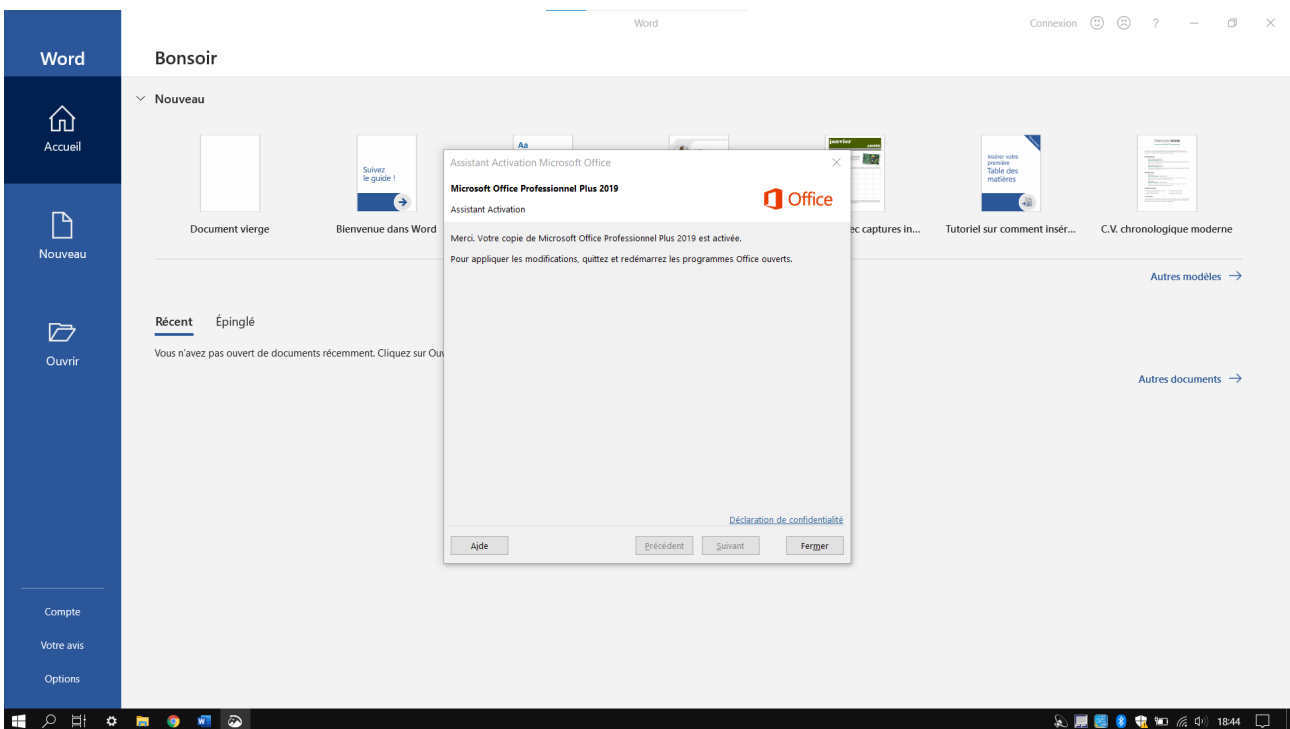 Word
Connexion
?
Word
Bonsoir
Accueil
Nouveau
Ouvrir
Compte
Votre avis
Options
Nouveau
Document vierge
Suivez
le guide !
Bienvenue dans Word
Aa
janvier
ec captures in...
Insérer votre
première
Table des
matières
Tutoriel sur comment insér...
C.V. chronologique moderne
Autres modèles
Récent
Épinglé
Vous n'avez pas ouvert de documents récemment. Cliquez sur Ou
Autres documents
Assistant Activation Microsoft Office
Microsoft Office Professionnel Plus 2019
Assistant Activation
Office
Merci. Votre copie de Microsoft Office Professionnel Plus 2019 est activée.
Pour appliquer les modifications, quittez et redémarrez les programmes Office ouverts.
Déclaration de confidentialité
Aide
Précédent
Suivant
Fermer
18:44